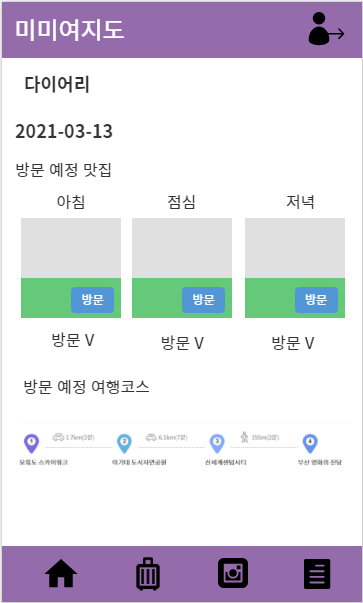 미미여지도
다이어리
2021-03-13
방문 예정 맛집
아침 점심 저녁
방문 방문 방문
방문 V 방문 V 방문 V
방문 예정 여행코스
1 1.7km(3분) 2 6.1km(7분) 3 155m(2분) 4
오륙도 스카이워크 이기대 도시자연공원 신세계센텀시티 부산 영화의 전당